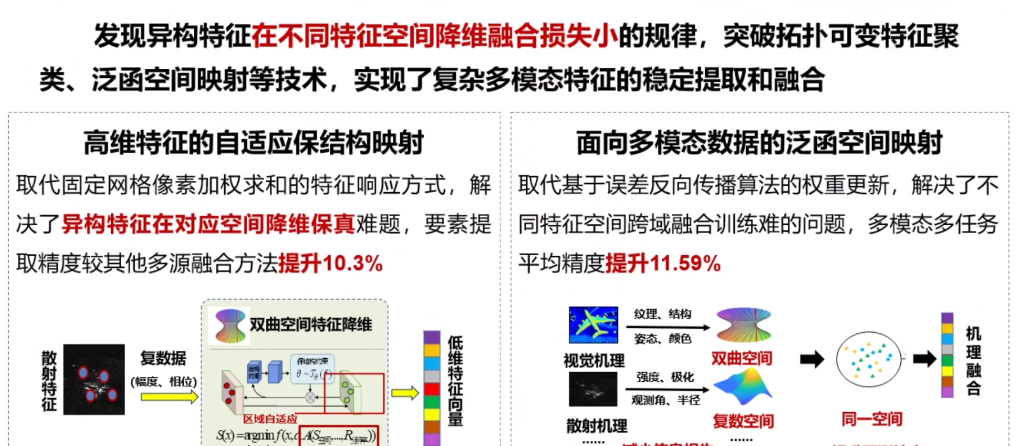 发现异构特征在不同特征空间降维融合损失小的规律，突破拓扑可变特征聚
类、泛函空间映射等技术，实现了复杂多模态特征的稳定提取和融合
高维特征的自适应保结构映射
取代固定网格像素加权求和的特征响应方式，解
决了异构特征在对应空间降维保真难题，要素提
取精度较其他多源融合方法提升10.3%
双曲空间特征降维
散射特征
复数据
(幅度、相位)
区域自适应
低维特征向量
面向多模态数据的泛函空间映射
取代基于误差反向传播算法的权重更新，解决了不
同特征空间跨域融合训练难的问题，多模态多任务
平均精度提升11.59%
纹理、结构
姿态、颜色
视觉机理
双曲空间
强度、极化
观测角、半径
散射机理
复数空间
......
......
同一空间
机理融合